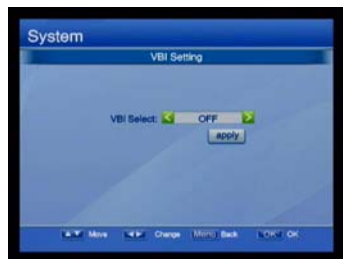 System
VBI Setting
VBI Select: OFF
apply
Move Change Menu Back OK OK